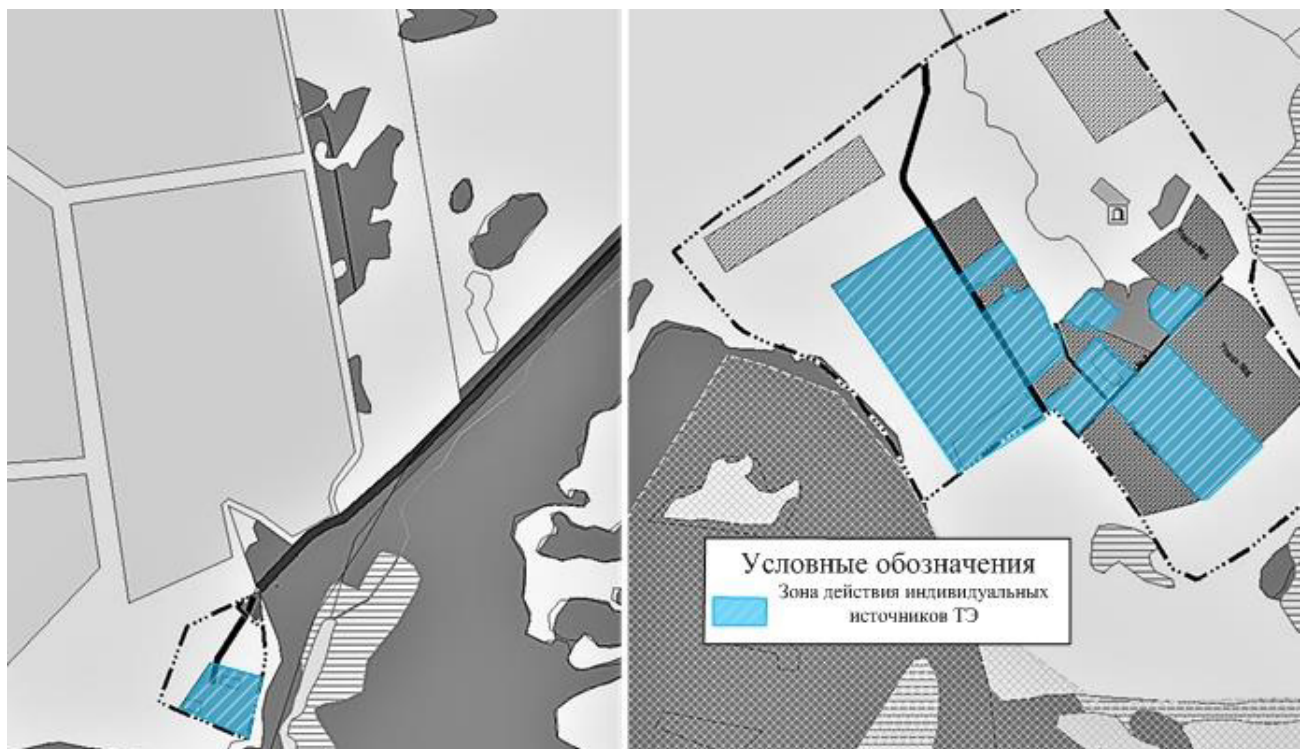 Условные обозначения
Зона действия индивидуальных
источников ТЭ